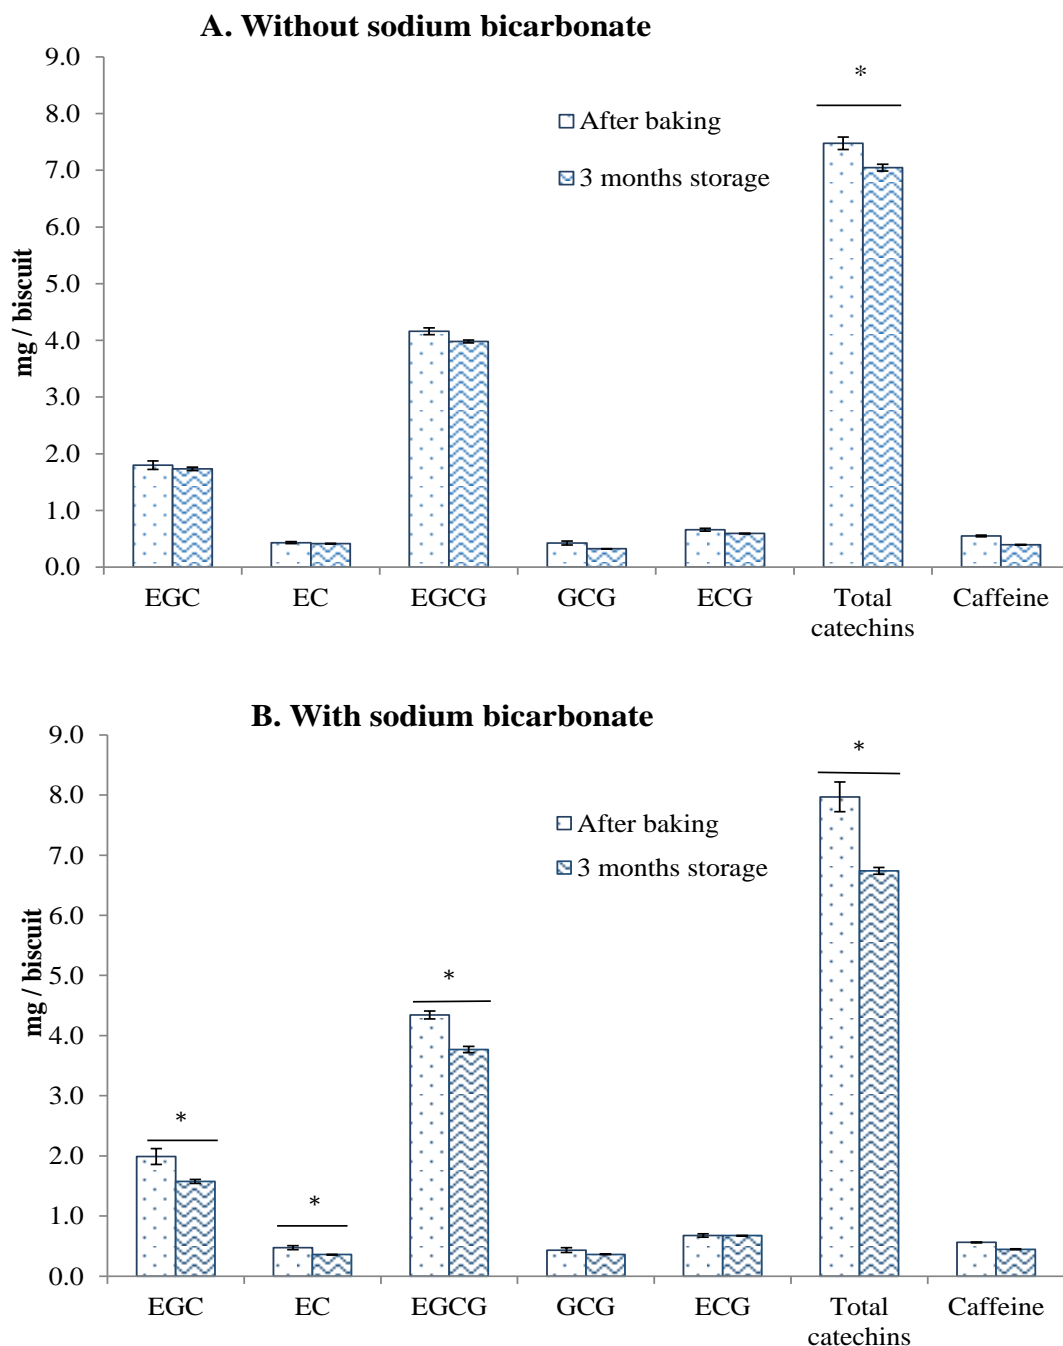 A. Without sodium bicarbonate
9.0
8.0
7.0
6.0
5.0
4.0
3.0
2.0
1.0
0.0
mg / biscuit
*
After baking
3 months storage
EGC EC EGCG GCG ECG Total catechins Caffeine
B. With sodium bicarbonate
9.0
8.0
7.0
6.0
5.0
4.0
3.0
2.0
1.0
0.0
mg / biscuit
*
*
*
*
After baking
3 months storage
EGC EC EGCG GCG ECG Total catechins Caffeine